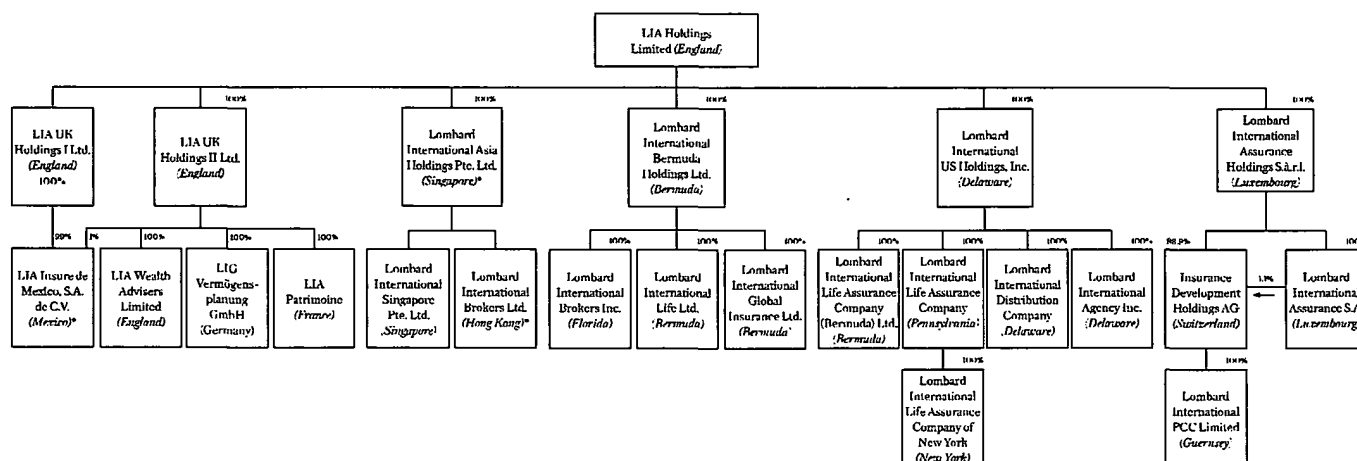 LIA Holdings
Limited (England)
100%
100%
100%
100%
100%
LIA UK
Holdings I Ltd.
(England)
100%
LIA UK
Holdings II Ltd.
(England)
Lombard
International Asia
Holdings Pte. Ltd.
(Singapore)*
Lombard
International
Bermuda
Holdings Ltd.
(Bermuda)
Lombard
International
US Holdings, Inc.
(Delaware)
Lombard
International
Assurance
Holdings S.à.r.l.
(Luxembourg)
99%
1%
100%
100%
100%
100%
100%
100%
100%
100%
100%
100%
98.9%
1.1%
LIA Insure de
Mexico, S.A.
de C.V.
(Mexico)*
LIA Wealth
Advisers
Limited
(England)
LIG
Vermögens-
planung
GmbH
(Germany)
LIA
Patrimoine
(France)
Lombard
International
Singapore
Pte. Ltd.
(Singapore)
Lombard
International
Brokers Ltd.
(Hong Kong)*
Lombard
International
Brokers Inc.
(Florida)
Lombard
International
Life Ltd.
(Bermuda)
Lombard
International
Global
Insurance Ltd.
(Bermuda)
Lombard
International
Life Assurance
Company
(Bermuda) Ltd.
(Bermuda)
Lombard
International
Life Assurance
Company
(Pennsylvania)
Lombard
International
Distribution
Company
(Delaware)
Lombard
International
Agency Inc.
(Delaware)
Insurance
Development
Holdings AG
(Switzerland)
Lombard
International
Assurance S.A
(Luxembourg
100%
100%
Lombard
International
Life Assurance
Company of
New York
(New York)
Lombard
International
PCC Limited
(Guernsey)